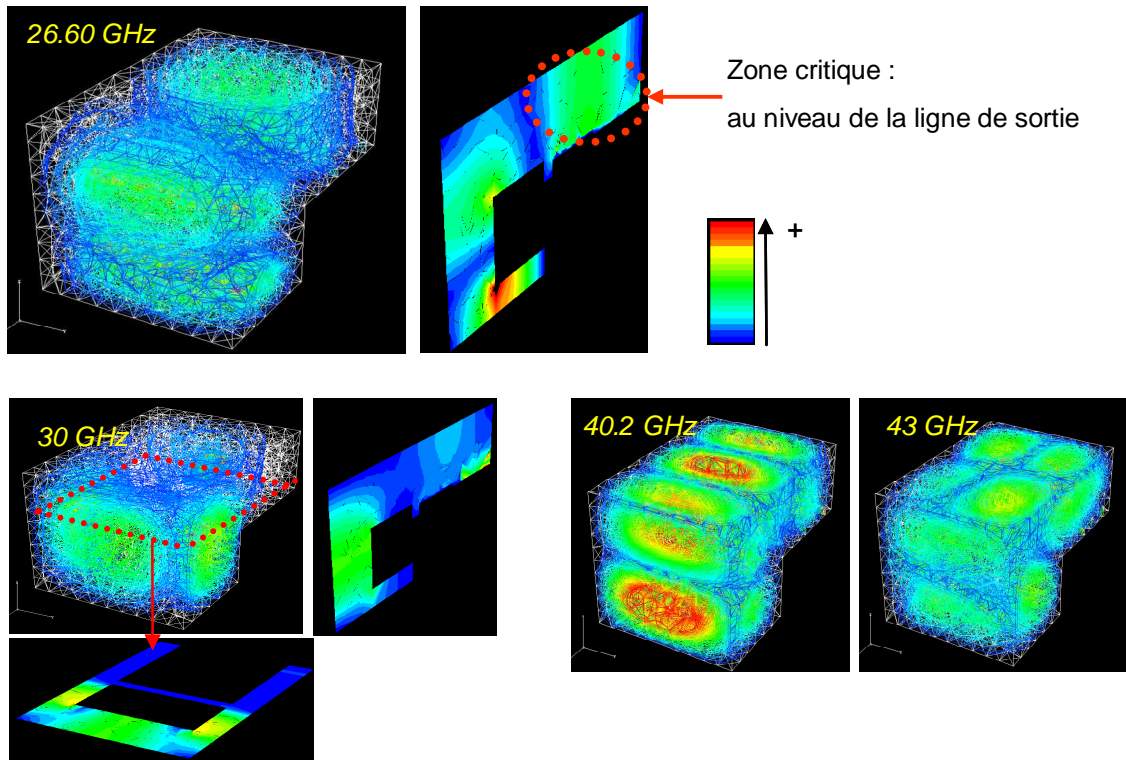 26.60 GHz
Zone critique :
au niveau de la ligne de sortie
+
30 GHz
40.2 GHz
43 GHz